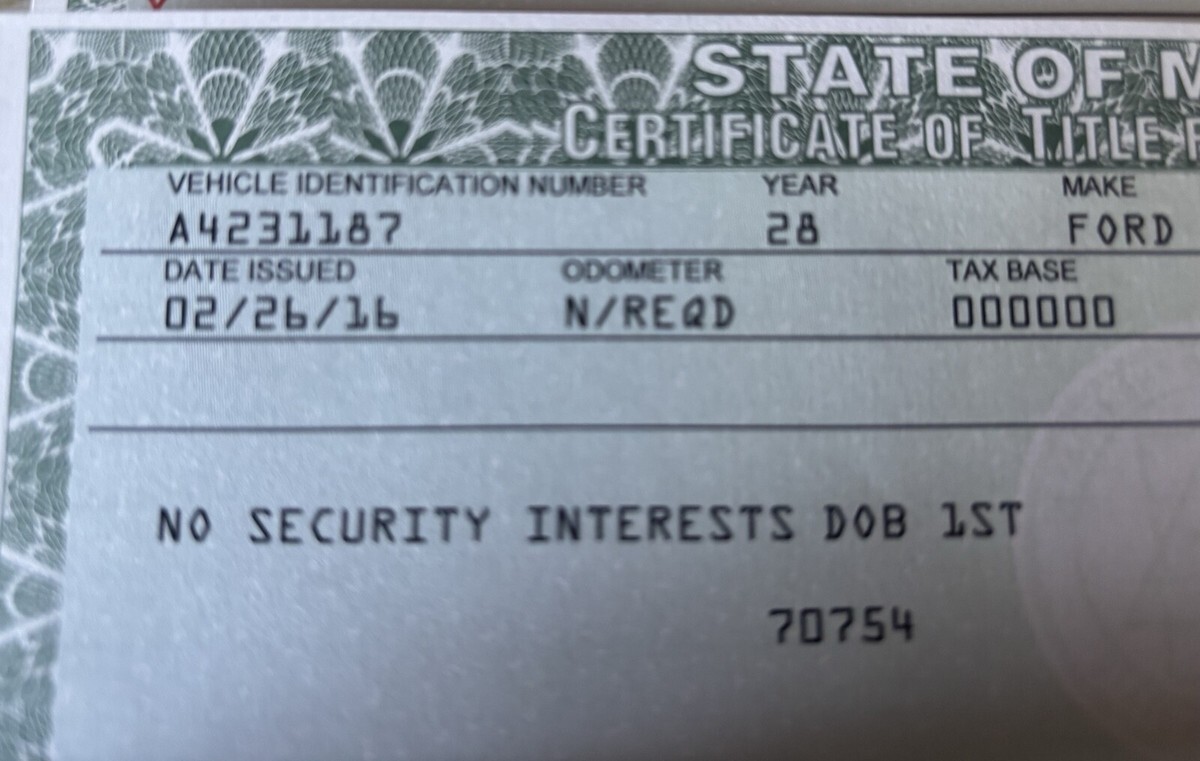 STATE OF M
CERTIFICATE OF TITLE F
VEHICLE IDENTIFICATION NUMBER YEAR MAKE
A4231187 28 FORD
DATE ISSUED ODOMETER TAX BASE
02/26/16 N/REQD 000000
NO SECURITY INTERESTS DOB 1ST
70754